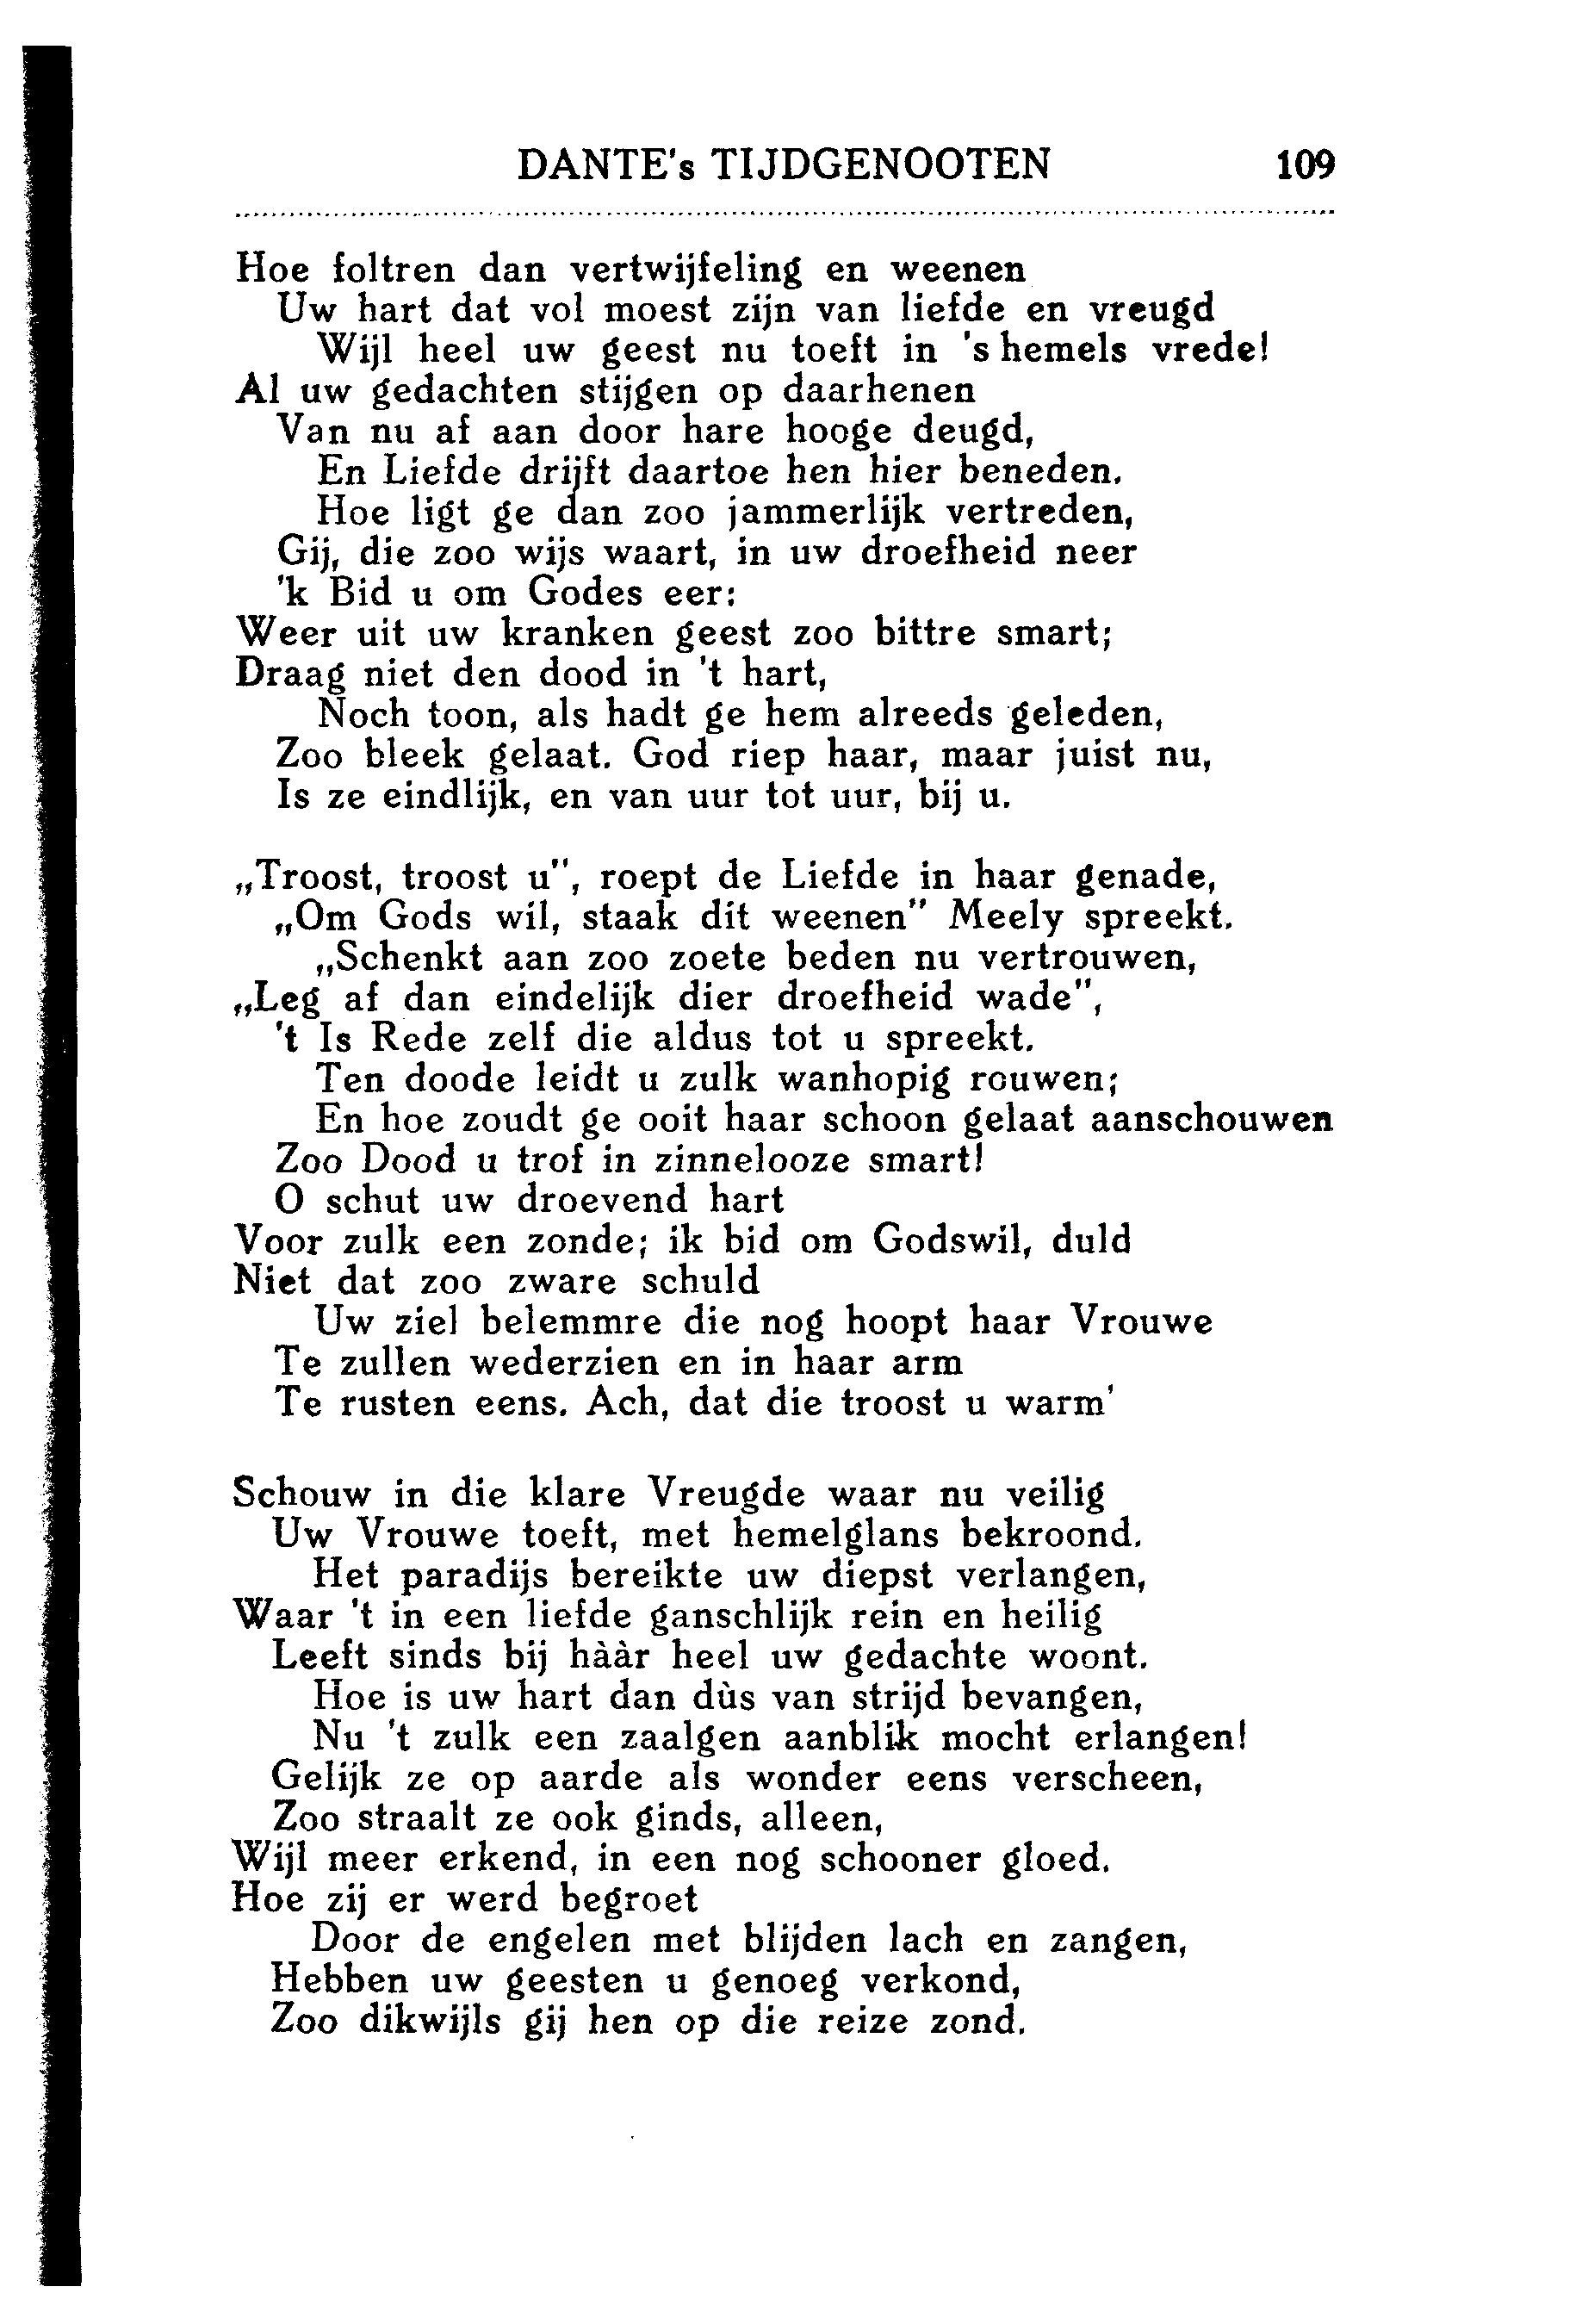 DANTE's TIJDGENOOTEN 109
Hoe foltren dan vertwijfeling en weenen
Uw hart dat vol moest zijn van liefde en vreugd
Wijl heel uw geest nu toeft in 's hemels vrede!
Al uw gedachten stijgen op daarhenen
Van nu af aan door hare hooge deugd,
En Liefde drijft daartoe hen hier beneden.
Hoe ligt ge dan zoo jammerlijk vertreden,
Gij, die zoo wijs waart, in uw droefheid neer
'k Bid u om Godes eer:
Weer uit uw kranken geest zoo bittre smart;
Draag niet den dood in 't hart,
Noch toon, als hadt ge hem alreeds geleden,
Zoo bleek gelaat. God riep haar, maar juist nu,
Is ze eindlijk, en van uur tot uur, bij u.
„Troost, troost u”, roept de Liefde in haar genade,
„Om Gods wil, staak dit weenen” Meely spreekt.
„Schenkt aan zoo zoete beden nu vertrouwen,
„Leg af dan eindelijk dier droefheid wade”,
't Is Rede zelf die aldus tot u spreekt.
Ten doode leidt u zulk wanhopig rouwen;
En hoe zoudt ge ooit haar schoon gelaat aanschouwen
Zoo Dood u trof in zinnelooze smart!
O schut uw droevend hart
Voor zulk een zonde; ik bid om Godswil, duld
Niet dat zoo zware schuld
Uw ziel belemmre die nog hoopt haar Vrouwe
Te zullen wederzien en in haar arm
Te rusten eens. Ach, dat die troost u warm'
Schouw in die klare Vreugde waar nu veilig
Uw Vrouwe toeft, met hemelglans bekroond.
Het paradijs bereikte uw diepst verlangen,
Waar 't in een liefde ganschlijk rein en heilig
Leeft sinds bij hààr heel uw gedachte woont.
Hoe is uw hart dan dùs van strijd bevangen,
Nu 't zulk een zaalgen aanblik mocht erlangen!
Gelijk ze op aarde als wonder eens verscheen,
Zoo straalt ze ook ginds, alleen,
Wijl meer erkend, in een nog schooner gloed.
Hoe zij er werd begroet
Door de engelen met blijden lach en zangen,
Hebben uw geesten u genoeg verkond,
Zoo dikwijls gij hen op die reize zond.